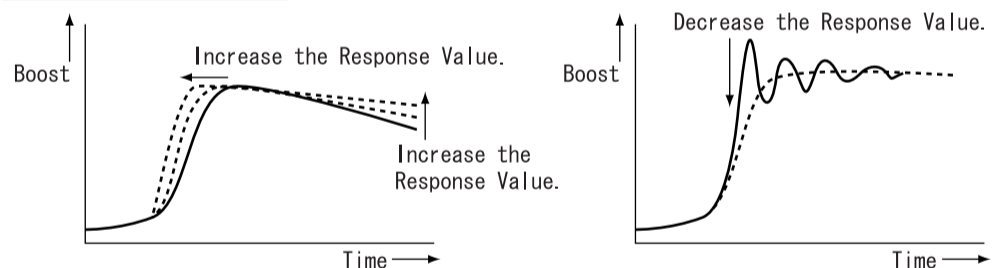 Increase the Response Value.
Boost
Increase the
Response Value.
Time
Decrease the Response Value.
Boost
Time